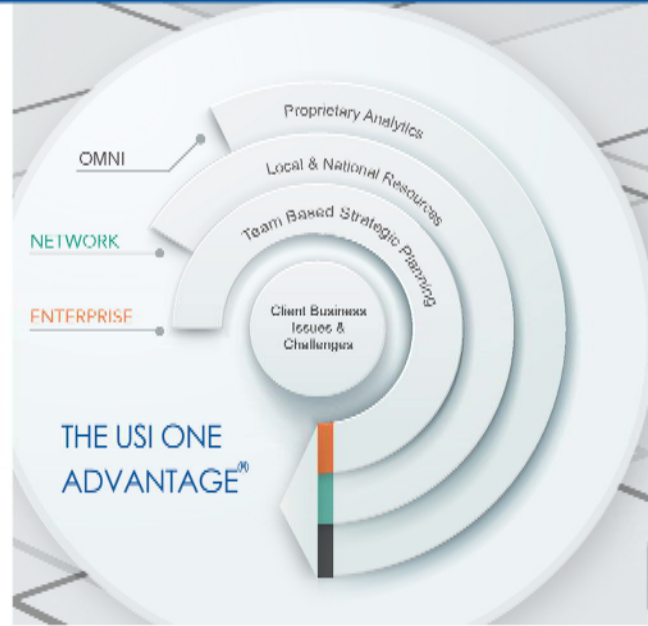 Proprietary Analytics
OMNI
Local & National Resources
Team Based Strategic Planning
NETWORK
ENTERPRISE
Client Business
Issues &
Challenges
THE USI ONE
ADVANTAGE®